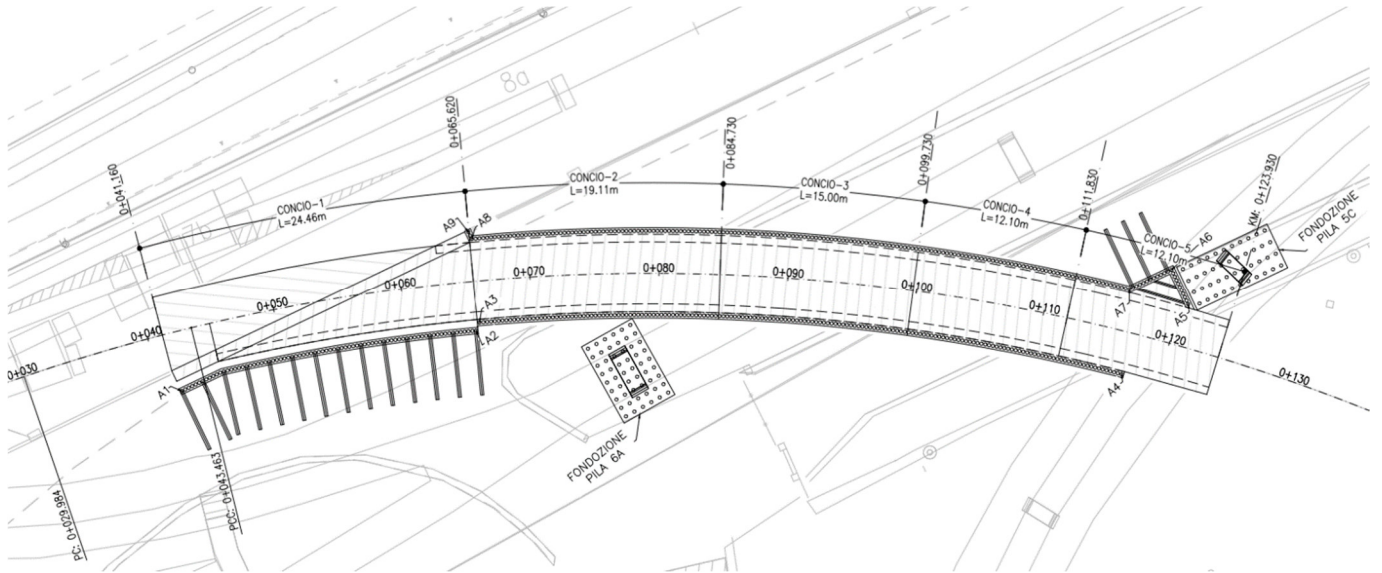 8a
7b
0+041.160
0+065.620
0+084.730
0+099.730
0+111.830
KM: 0+123.930
CONCIO-1
L=24.46m
CONCIO-2
L=19.11m
CONCIO-3
L=15.00m
CONCIO-4
L=12.10m
CONCIO-5
L=12.10m
A9
A8
A6
FONDOZIONE
PILA 5C
A7
A5
0+030
0+040
0+050
0+060
0+070
0+080
0+090
0+100
0+110
0+120
0+130
A3
A2
A1
A4
FONDOZIONE
PILA 6A
PC: 0+029.984
PCC: 0+043.463